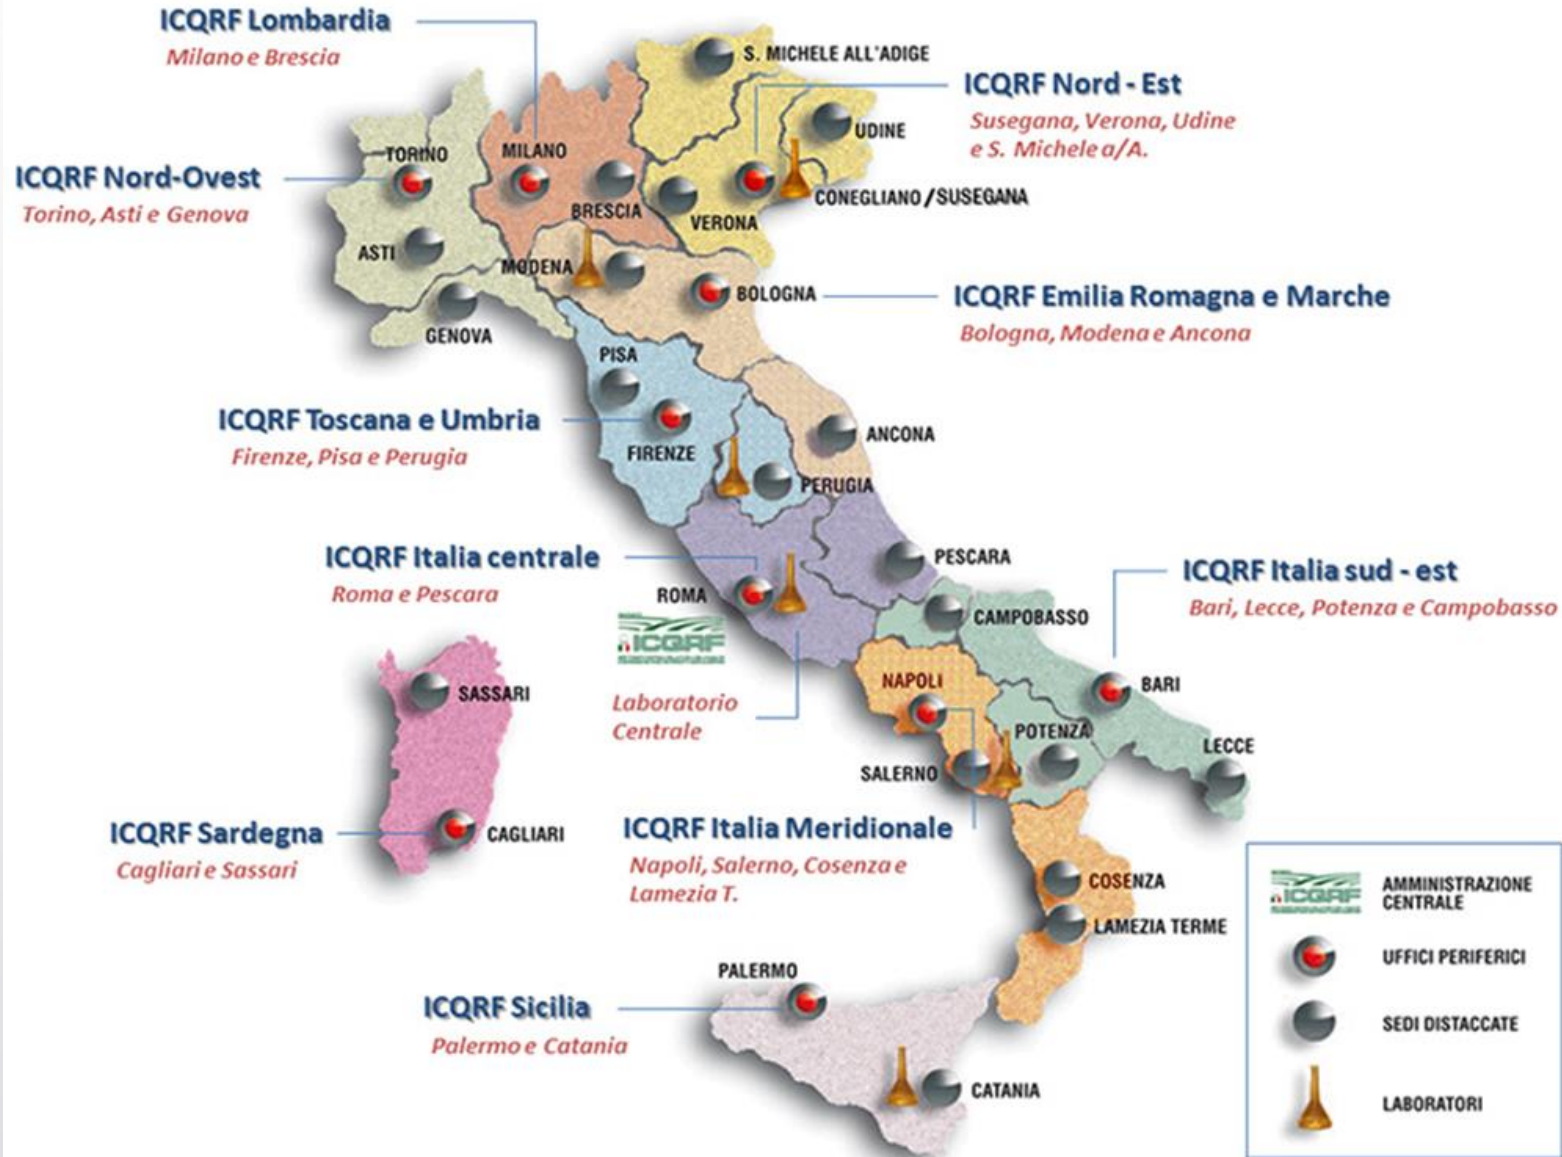 ICQRF Lombardia
Milano e Brescia
S. MICHELE ALL'ADIGE
ICQRF Nord - Est
Susegana, Verona, Udine
e S. Michele a/A.
UDINE
TORINO
MILANO
ICQRF Nord-Ovest
Torino, Asti e Genova
BRESCIA
CONEGLIANO/SUSEGANA
VERONA
ASTI
MODENA
BOLOGNA
ICQRF Emilia Romagna e Marche
Bologna, Modena e Ancona
GENOVA
PISA
ICQRF Toscana e Umbria
Firenze, Pisa e Perugia
FIRENZE
ANCONA
PERUGIA
ICQRF Italia centrale
Roma e Pescara
PESCARA
ICQRF Italia sud - est
Bari, Lecce, Potenza e Campobasso
ROMA
ICQRF
CAMPOBASSO
SASSARI
NAPOLI
BARI
Laboratorio
Centrale
POTENZA
LECCE
SALERNO
ICQRF Sardegna
Cagliari e Sassari
CAGLIARI
ICQRF Italia Meridionale
Napoli, Salerno, Cosenza e
Lamezia T.
COSENZA
LAMEZIA TERME
PALERMO
ICQRF Sicilia
Palermo e Catania
CATANIA
ICQRF
AMMINISTRAZIONE
CENTRALE
UFFICI PERIFERICI
SEDI DISTACCATE
LABORATORI